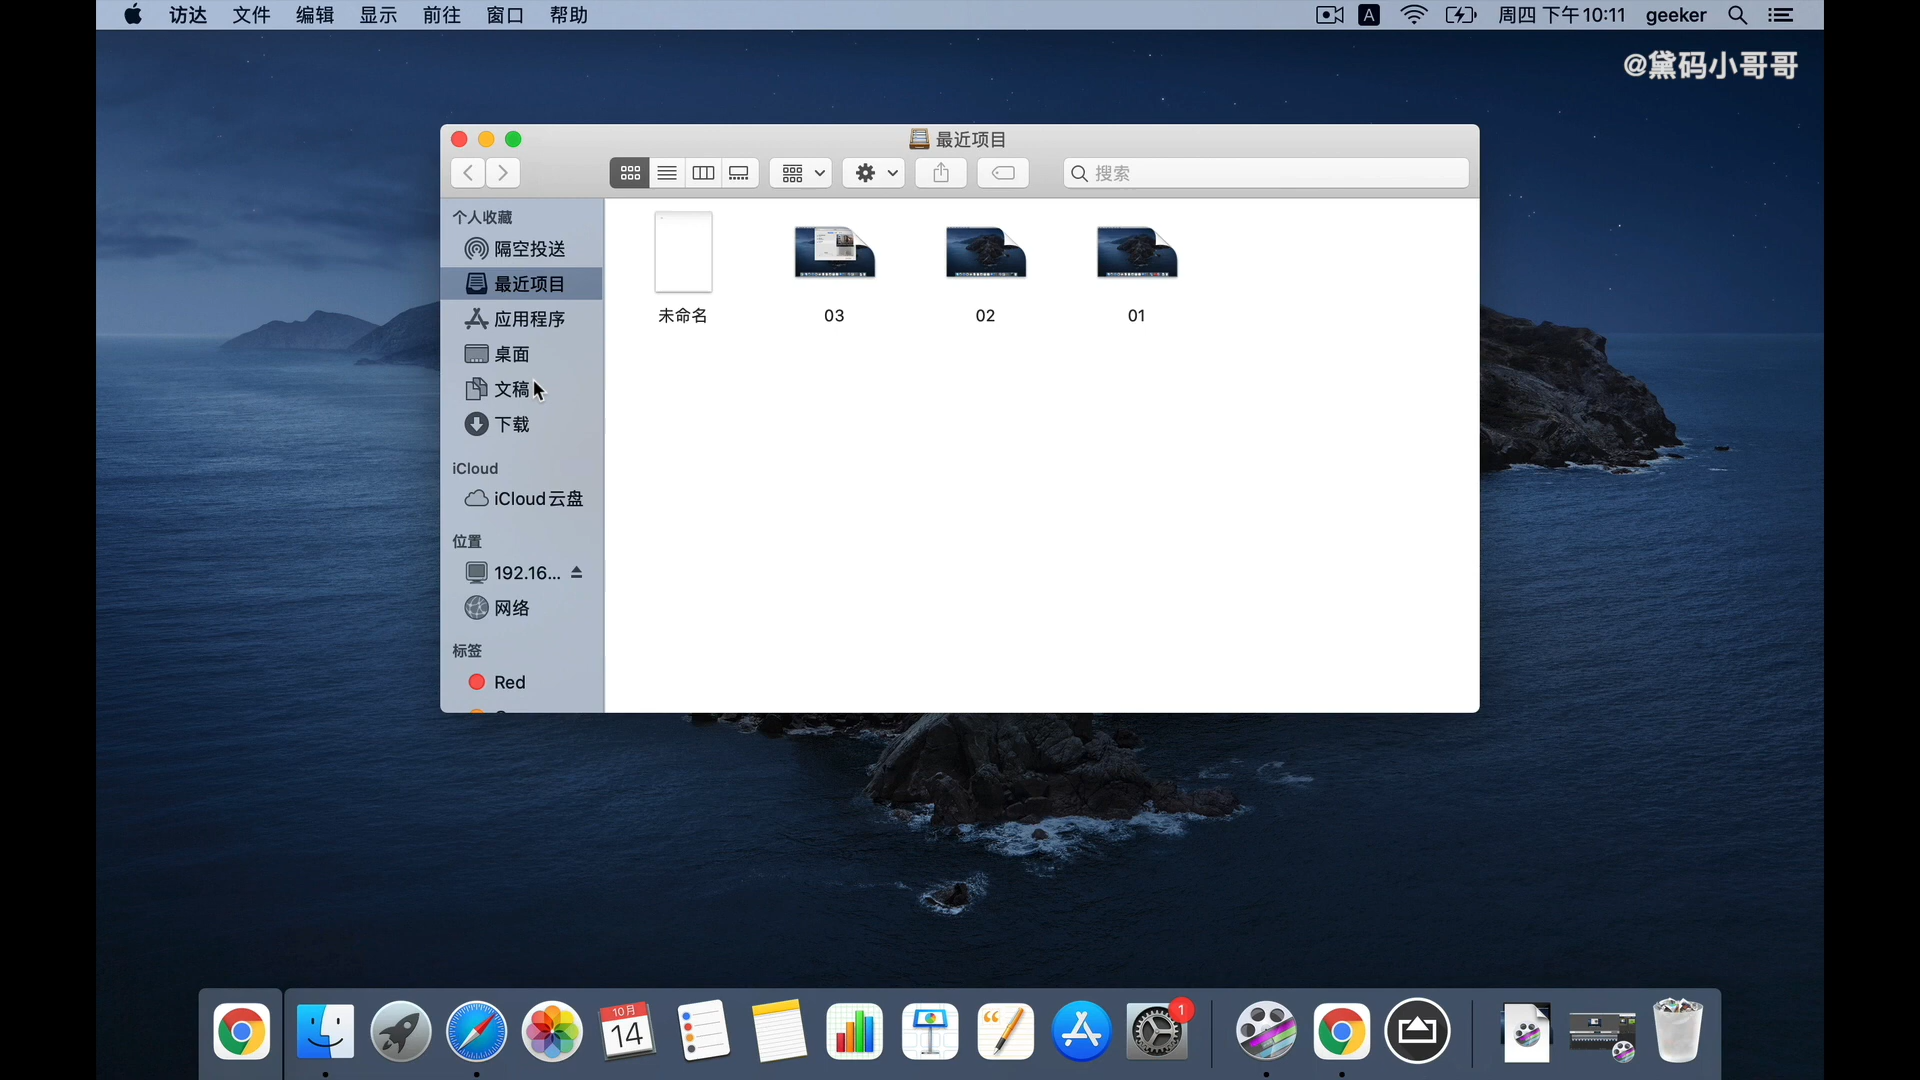 访达 文件 编辑 显示 前往 窗口 帮助 A 周四 下午10:11 geeker
@黛码小哥哥
最近项目
搜索
个人收藏
隔空投送
最近项目
应用程序
桌面
文稿
下载
iCloud
iCloud云盘
位置
192.16...
网络
标签
Red
未命名 03 02 01
10月
14
1